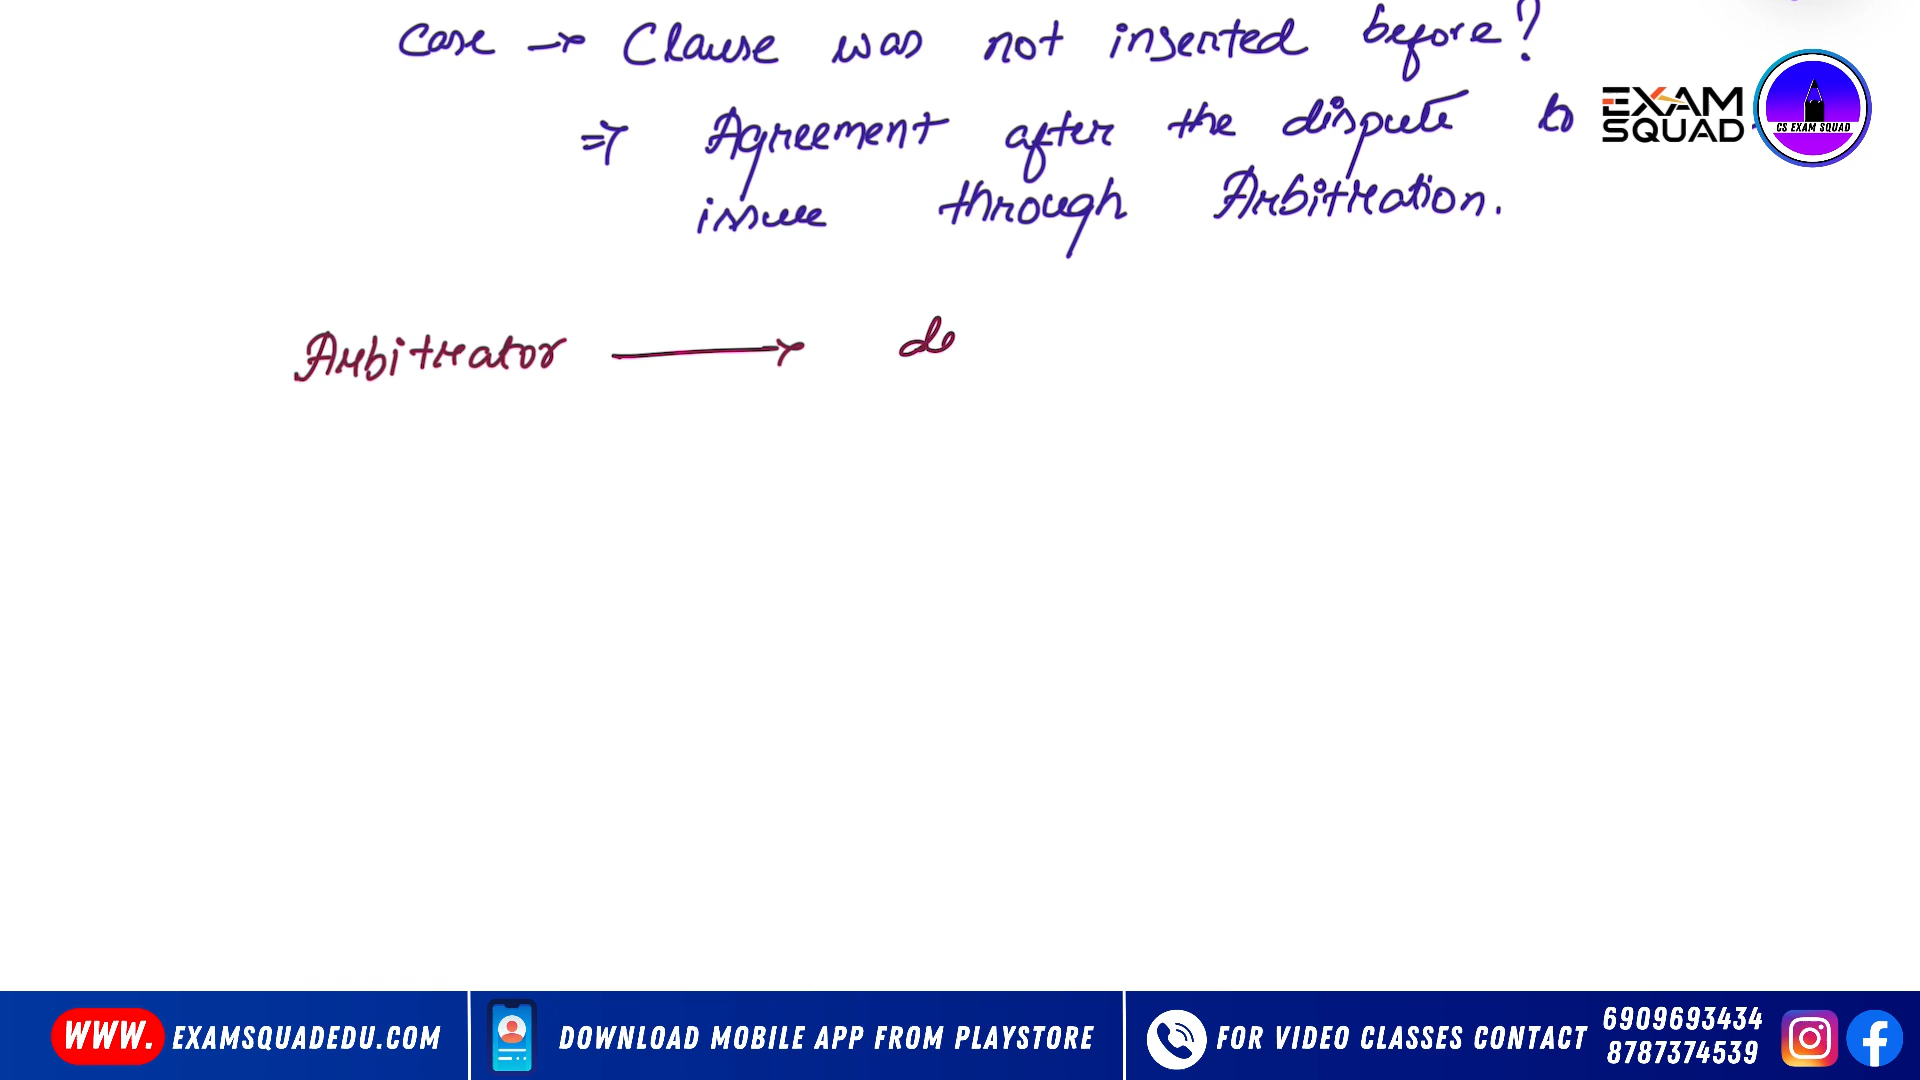 Case → Clause was not inserted before?
⇒ Agreement after the dispute to
issue through Arbitration.
EXAM
SQUAD
CS EXAM SQUAD
Arbitrator → de
WWW. EXAMSQUADEDU.COM
DOWNLOAD MOBILE APP FROM PLAYSTORE
FOR VIDEO CLASSES CONTACT
6909693434
8787374539